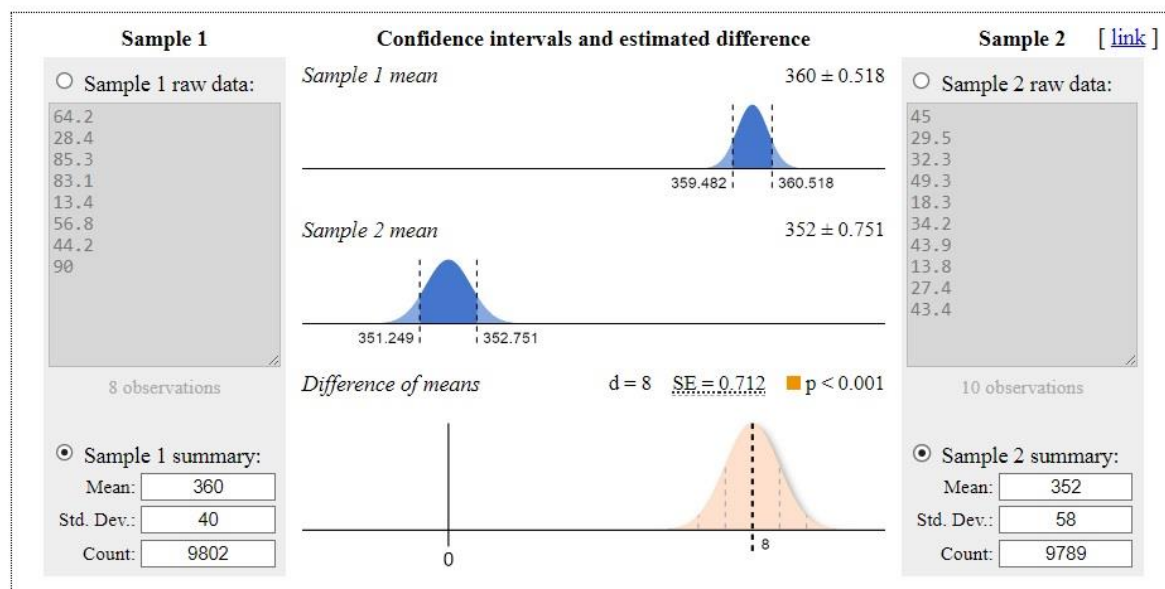 Sample 1
Sample 1 raw data:
64.2
28.4
85.3
83.1
13.4
56.8
44.2
90
8 observations
Sample 1 summary:
Mean: 360
Std. Dev.: 40
Count: 9802
Confidence intervals and estimated difference
Sample 1 mean 360 ± 0.518
359.482 360.518
Sample 2 mean 352 ± 0.751
351.249 352.751
Difference of means d = 8 SE = 0.712 p < 0.001
0 8
Sample 2 [ link ]
Sample 2 raw data:
45
29.5
32.3
49.3
18.3
34.2
43.9
13.8
27.4
43.4
10 observations
Sample 2 summary:
Mean: 352
Std. Dev.: 58
Count: 9789